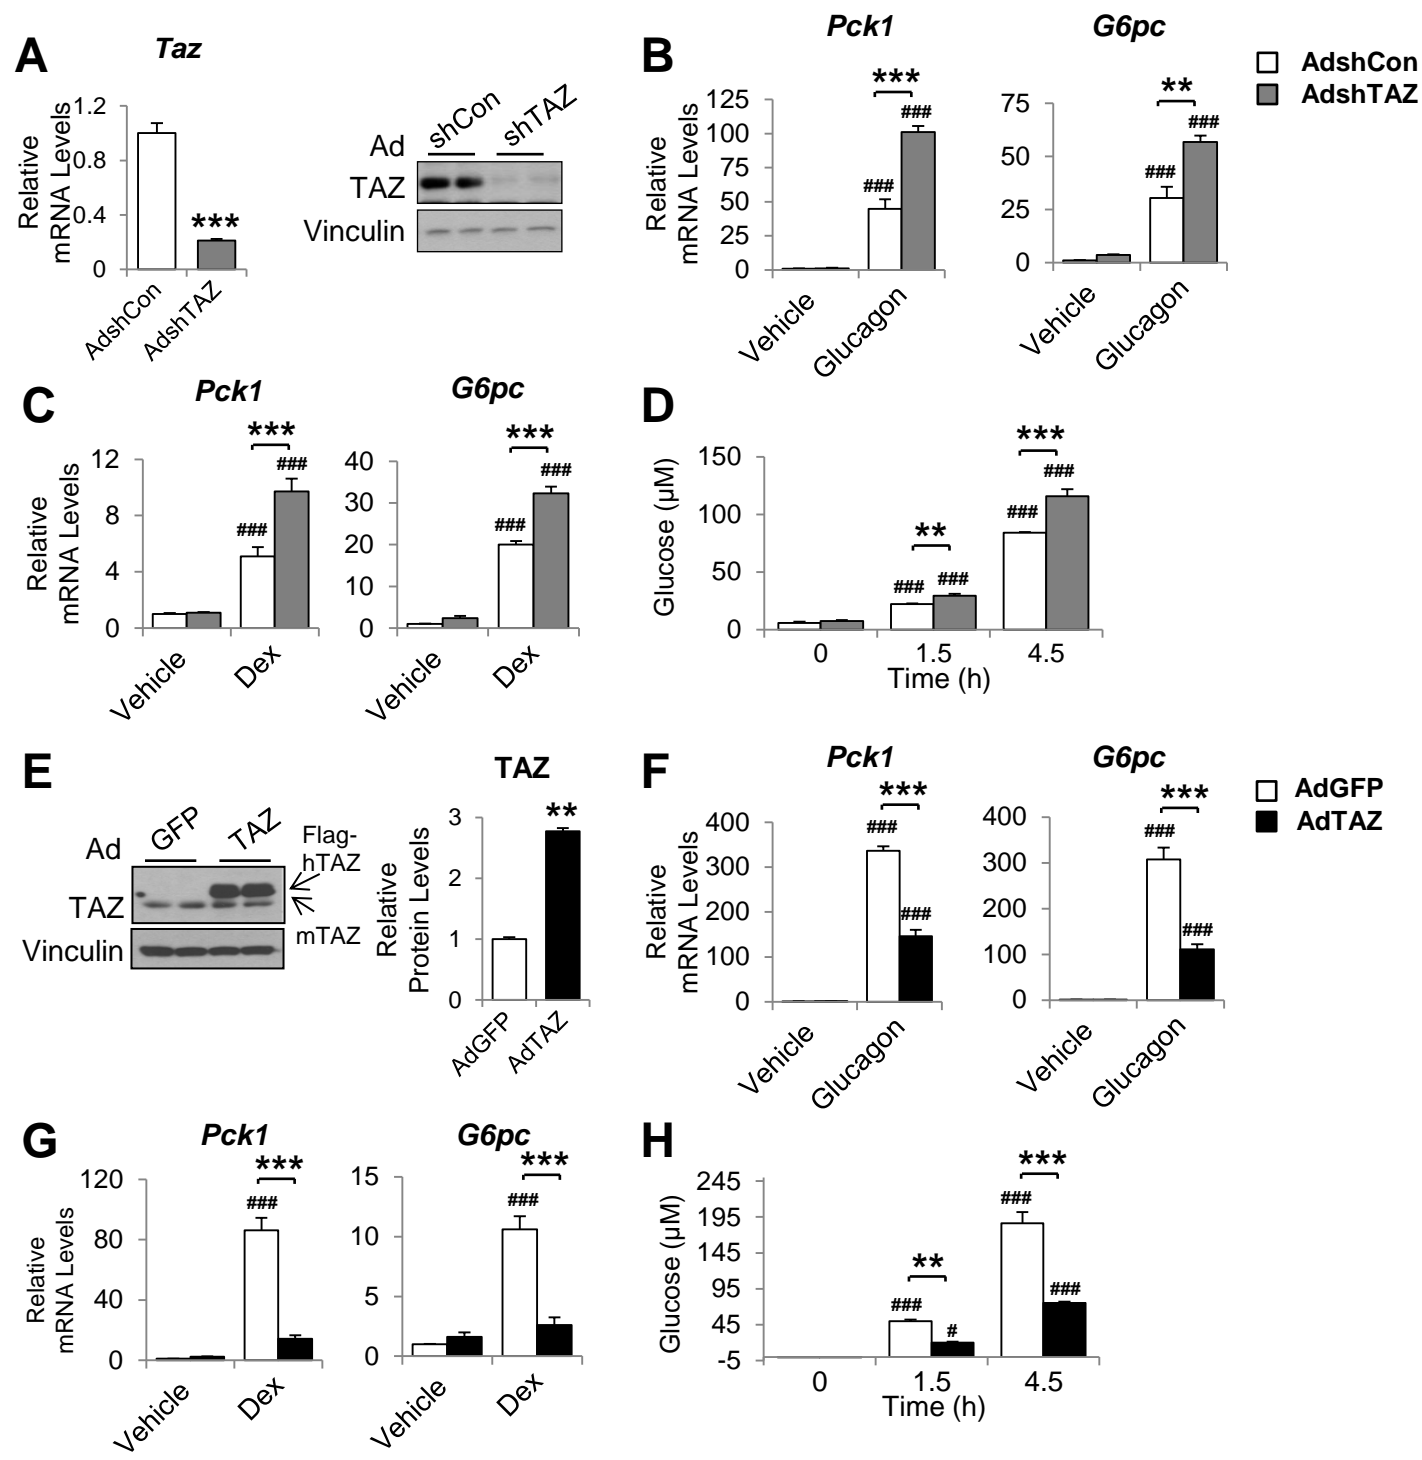 A
Taz
Relative
mRNA Levels
1.2
0.8
0.4
0
***
AdshCon
AdshTAZ
Ad
shCon
shTAZ
TAZ
Vinculin
B
Pck1
Relative
mRNA Levels
125
100
75
50
25
0
***
###
###
Vehicle
Glucagon
G6pc
75
50
25
0
**
###
###
Vehicle
Glucagon
AdshCon
AdshTAZ
C
Pck1
Relative
mRNA Levels
12
8
4
0
***
###
###
Vehicle
Dex
G6pc
40
30
20
10
0
***
###
###
Vehicle
Dex
D
Glucose (µM)
150
100
50
0
**
###
###
***
###
###
0
1.5
4.5
Time (h)
E
Ad
GFP
TAZ
Flag-
hTAZ
TAZ
mTAZ
Vinculin
TAZ
Relative
Protein Levels
3
2
1
0
**
AdGFP
AdTAZ
F
Pck1
Relative
mRNA Levels
400
300
200
100
0
***
###
###
Vehicle
Glucagon
G6pc
400
300
200
100
0
***
###
###
Vehicle
Glucagon
AdGFP
AdTAZ
G
Pck1
Relative
mRNA Levels
120
80
40
0
***
###
Vehicle
Dex
G6pc
15
10
5
0
***
###
Vehicle
Dex
H
Glucose (µM)
245
195
145
95
45
-5
**
###
#
***
###
###
0
1.5
4.5
Time (h)